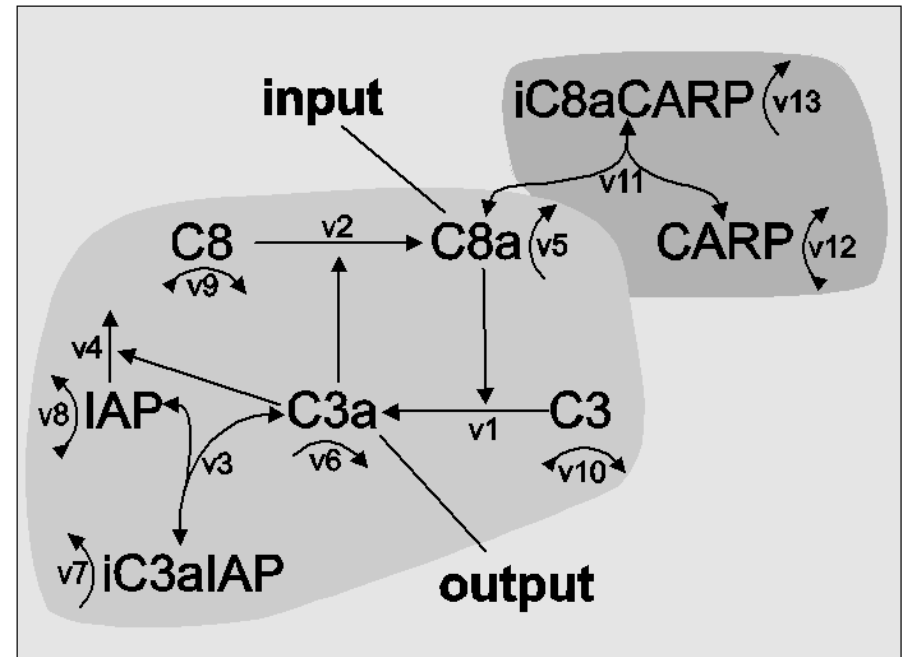 input
iC8aCARP
v13
v11
C8
v2
C8a
v5
CARP
v12
v9
v4
IAP
v8
C3a
C3
v1
v3
v6
v10
v7
iC3aIAP
output